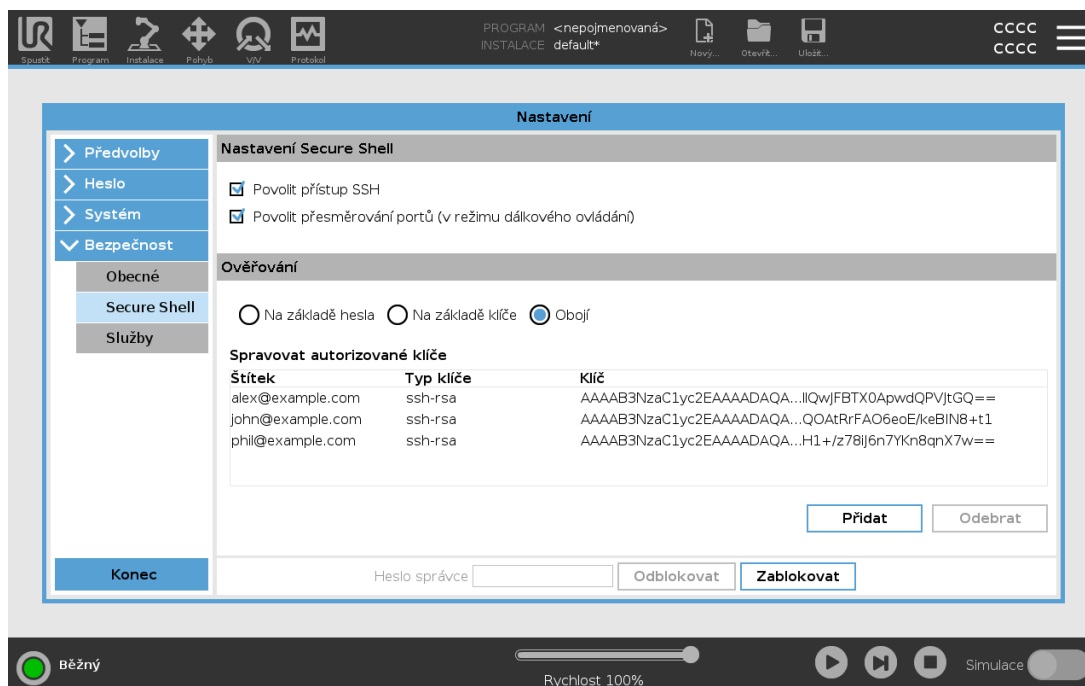 PROGRAM <nepojmenovaná>
INSTALACE default*
CCCC
CCCC
Spustit Program Instalace Pohyb V/V Protokol Nový... Otevřít... Uložit...
Nastavení
Předvolby
Heslo
Systém
Bezpečnost
Obecné
Secure Shell
Služby
Konec
Nastavení Secure Shell
Povolit přístup SSH
Povolit přesměrování portů (v režimu dálkového ovládání)
Ověřování
Na základě hesla Na základě klíče Obojí
Spravovat autorizované klíče
Štítek Typ klíče Klíč
alex@example.com ssh-rsa AAAAB3NzaC1yc2EAAAADAQA...IlQwJFBTX0ApwdQPVJtGQ==
john@example.com ssh-rsa AAAAB3NzaC1yc2EAAAADAQA...QOAtRrFAO6eoE/keBIN8+t1
phil@example.com ssh-rsa AAAAB3NzaC1yc2EAAAADAQA...H1+/z78iJ6n7YKn8qnX7w==
Přidat Odebrat
Heslo správce Odblokovat Zablokovat
Běžný
Rychlost 100%
Simulace